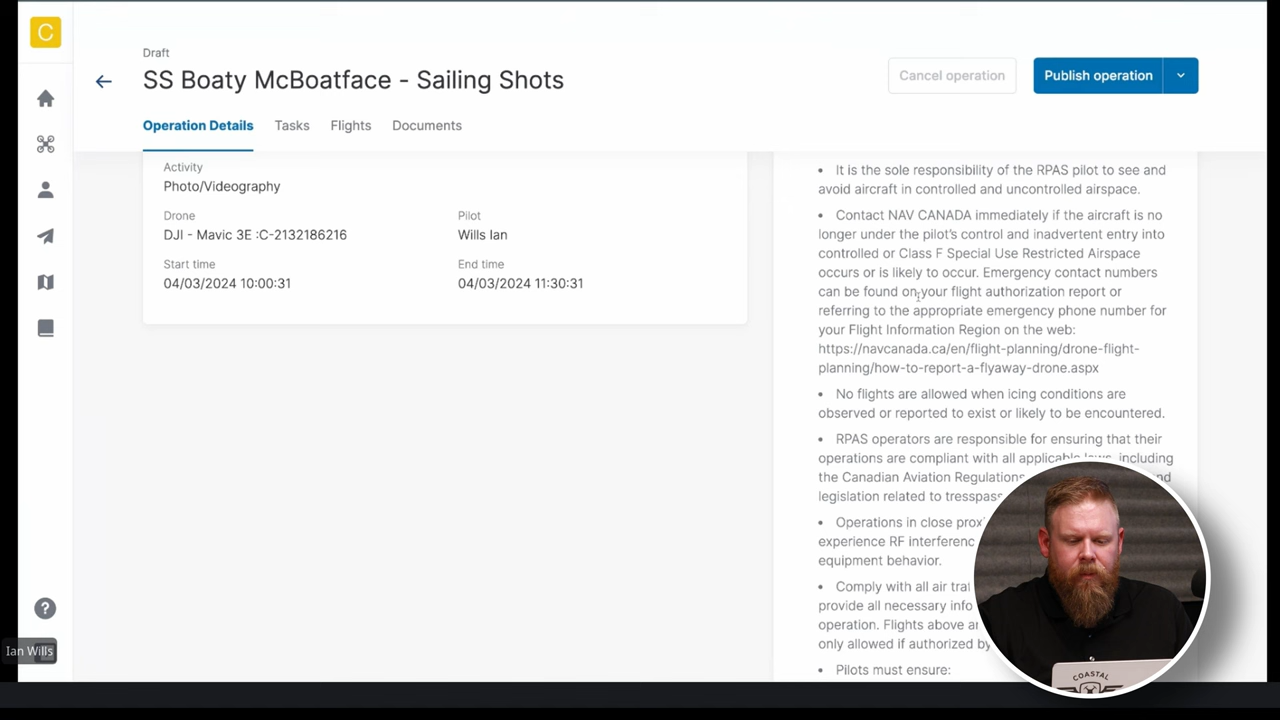 C
Draft
SS Boaty McBoatface - Sailing Shots
Cancel operation
Publish operation
Operation Details
Tasks
Flights
Documents
Activity
Photo/Videography
Drone
DJI - Mavic 3E :C-2132186216
Pilot
Wills Ian
Start time
04/03/2024 10:00:31
End time
04/03/2024 11:30:31
• It is the sole responsibility of the RPAS pilot to see and
avoid aircraft in controlled and uncontrolled airspace.
• Contact NAV CANADA immediately if the aircraft is no
longer under the pilot's control and inadvertent entry into
controlled or Class F Special Use Restricted Airspace
occurs or is likely to occur. Emergency contact numbers
can be found on your flight authorization report or
referring to the appropriate emergency phone number for
your Flight Information Region on the web:
https://navcanada.ca/en/flight-planning/drone-flight-
planning/how-to-report-a-flyaway-drone.aspx
• No flights are allowed when icing conditions are
observed or reported to exist or likely to be encountered.
• RPAS operators are responsible for ensuring that their
operations are compliant with all applicable laws, including
the Canadian Aviation Regulations
legislation related to tresspass
• Operations in close
experience RF
equipment behavior.
• Comply with all air
provide all necessary
operation. Flights above
only allowed if authorized by
• Pilots must ensure:
?
Ian Wills
COASTAL